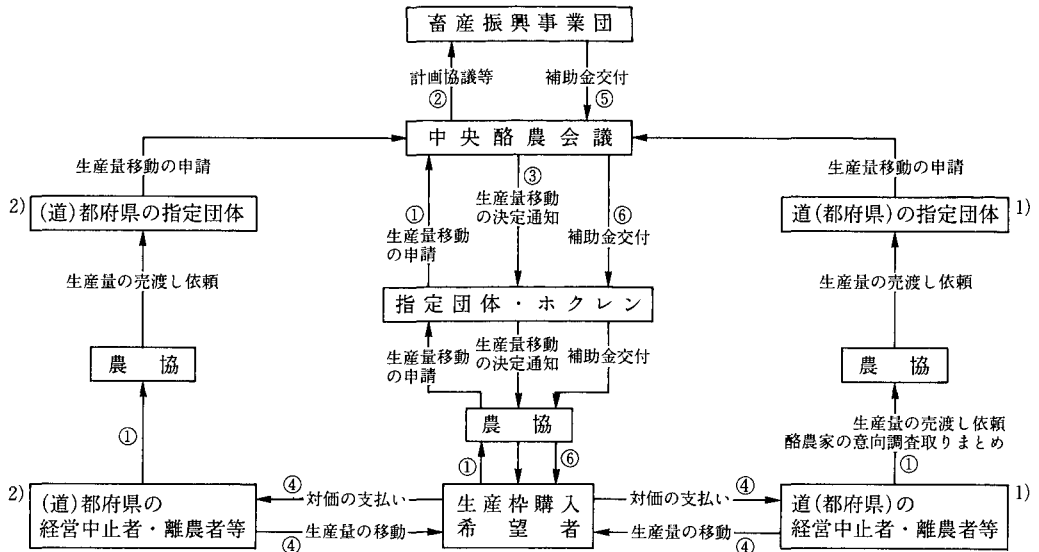 畜産振興事業団
計画協議等
②
補助金交付
⑤
中央酪農会議
生産量移動の申請
生産量移動の申請
①
生産量移動
の申請
③
生産量移動
の決定通知
⑥
補助金交付
2)
(道)都府県の指定団体
道(都府県)の指定団体
1)
生産量の売渡し依頼
生産量の売渡し依頼
指定団体・ホクレン
生産量移動
の申請
生産量移動
の決定通知
補助金交付
農協
農協
農協
①
①
⑥
生産量の売渡し依頼
酪農家の意向調査取りまとめ
①
2)
(道)都府県の
経営中止者・離農者等
④
対価の支払い
生産量の移動
④
生産枠購入
希望者
対価の支払い
④
生産量の移動
④
道(都府県)の
経営中止者・離農者等
1)